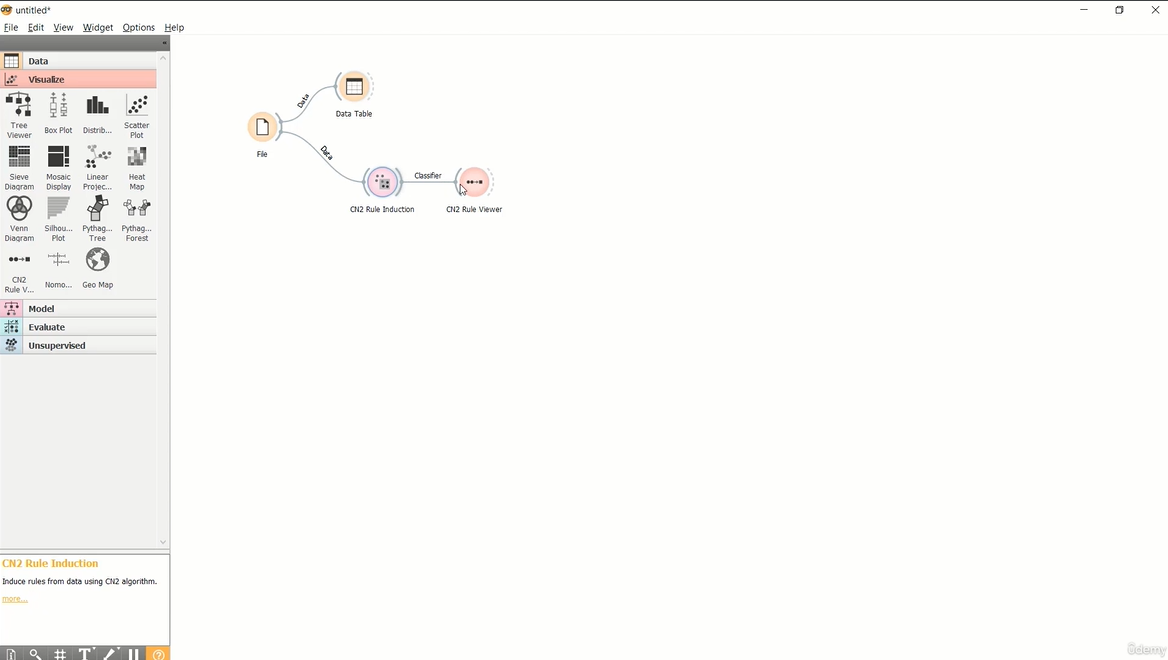 untitled*
File Edit View Widget Options Help
Data
Visualize
Tree Viewer
Box Plot
Distrib...
Scatter Plot
Sieve Diagram
Mosaic Display
Linear Projec...
Heat Map
Venn Diagram
Silhou... Plot
Pythag... Tree
Pythag... Forest
CN2 Rule V...
Nomo...
Geo Map
Model
Evaluate
Unsupervised
CN2 Rule Induction
Induce rules from data using CN2 algorithm.
more...
Data
Data Table
File
Data
Classifier
CN2 Rule Induction
CN2 Rule Viewer
ûdemy